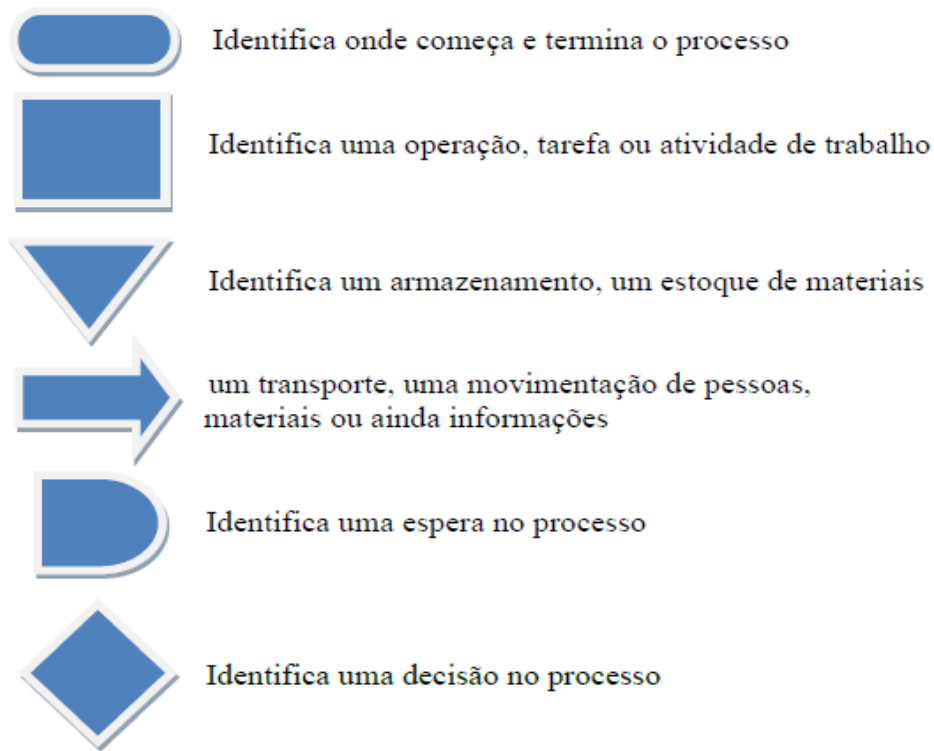 Identifica onde começa e termina o processo
Identifica uma operação, tarefa ou atividade de trabalho
Identifica um armazenamento, um estoque de materiais
um transporte, uma movimentação de pessoas,
materiais ou ainda informações
Identifica uma espera no processo
Identifica uma decisão no processo